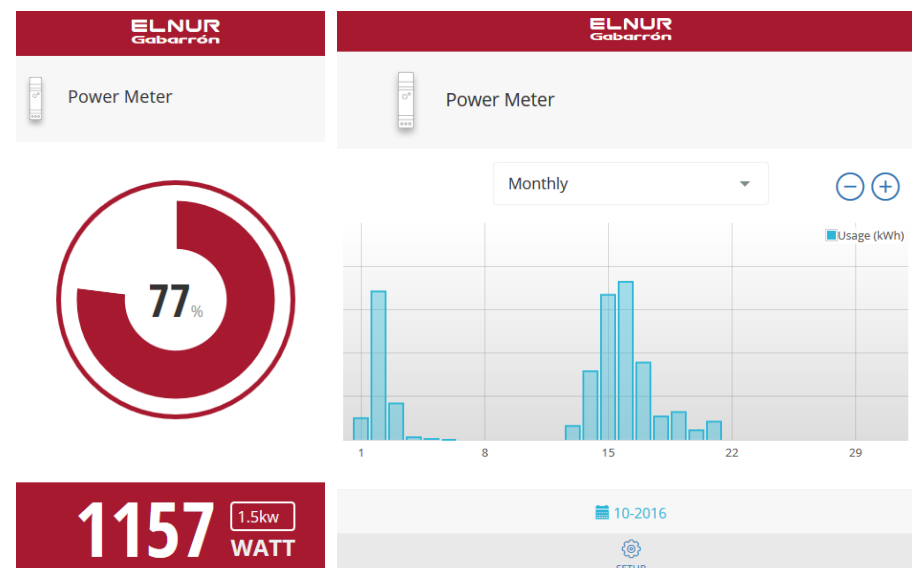 ELNUR
Gabarrón
Power Meter
77%
1157
1.5kw
WATT
ELNUR
Gabarrón
Power Meter
Monthly
Usage (kWh)
1 8 15 22 29
10-2016
SETUP